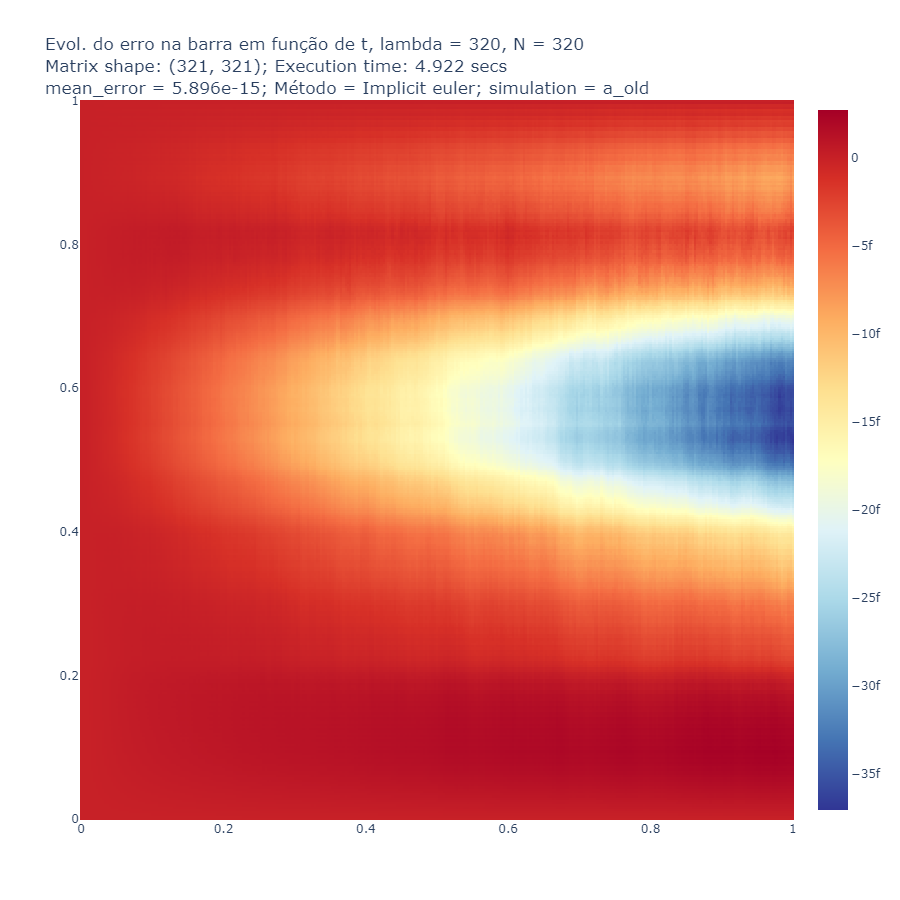 Evol. do erro na barra em função de t, lambda = 320, N = 320
Matrix shape: (321, 321); Execution time: 4.922 secs
mean_error = 5.896e-15; Método = Implicit euler; simulation = a_old
1
0.8
0.6
0.4
0.2
0
0 0.2 0.4 0.6 0.8 1
0
−5f
−10f
−15f
−20f
−25f
−30f
−35f